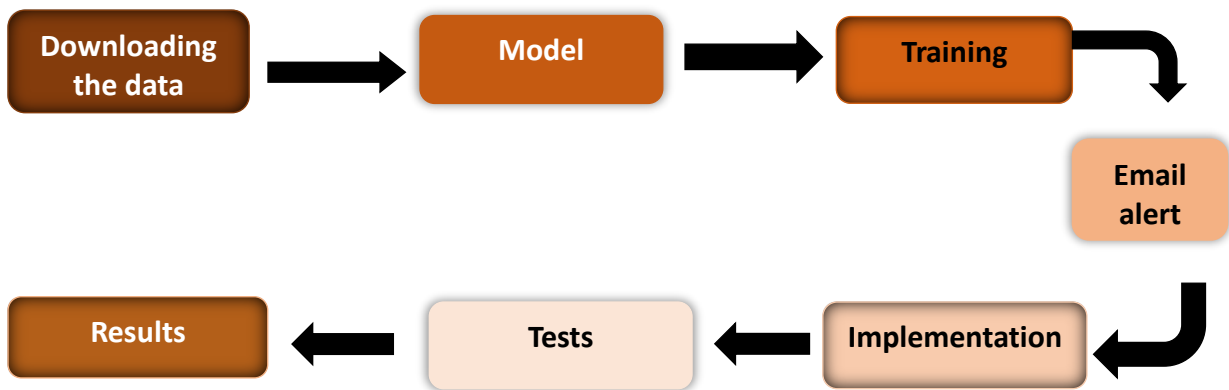 Downloading
the data
Model
Training
Email
alert
Implementation
Tests
Results